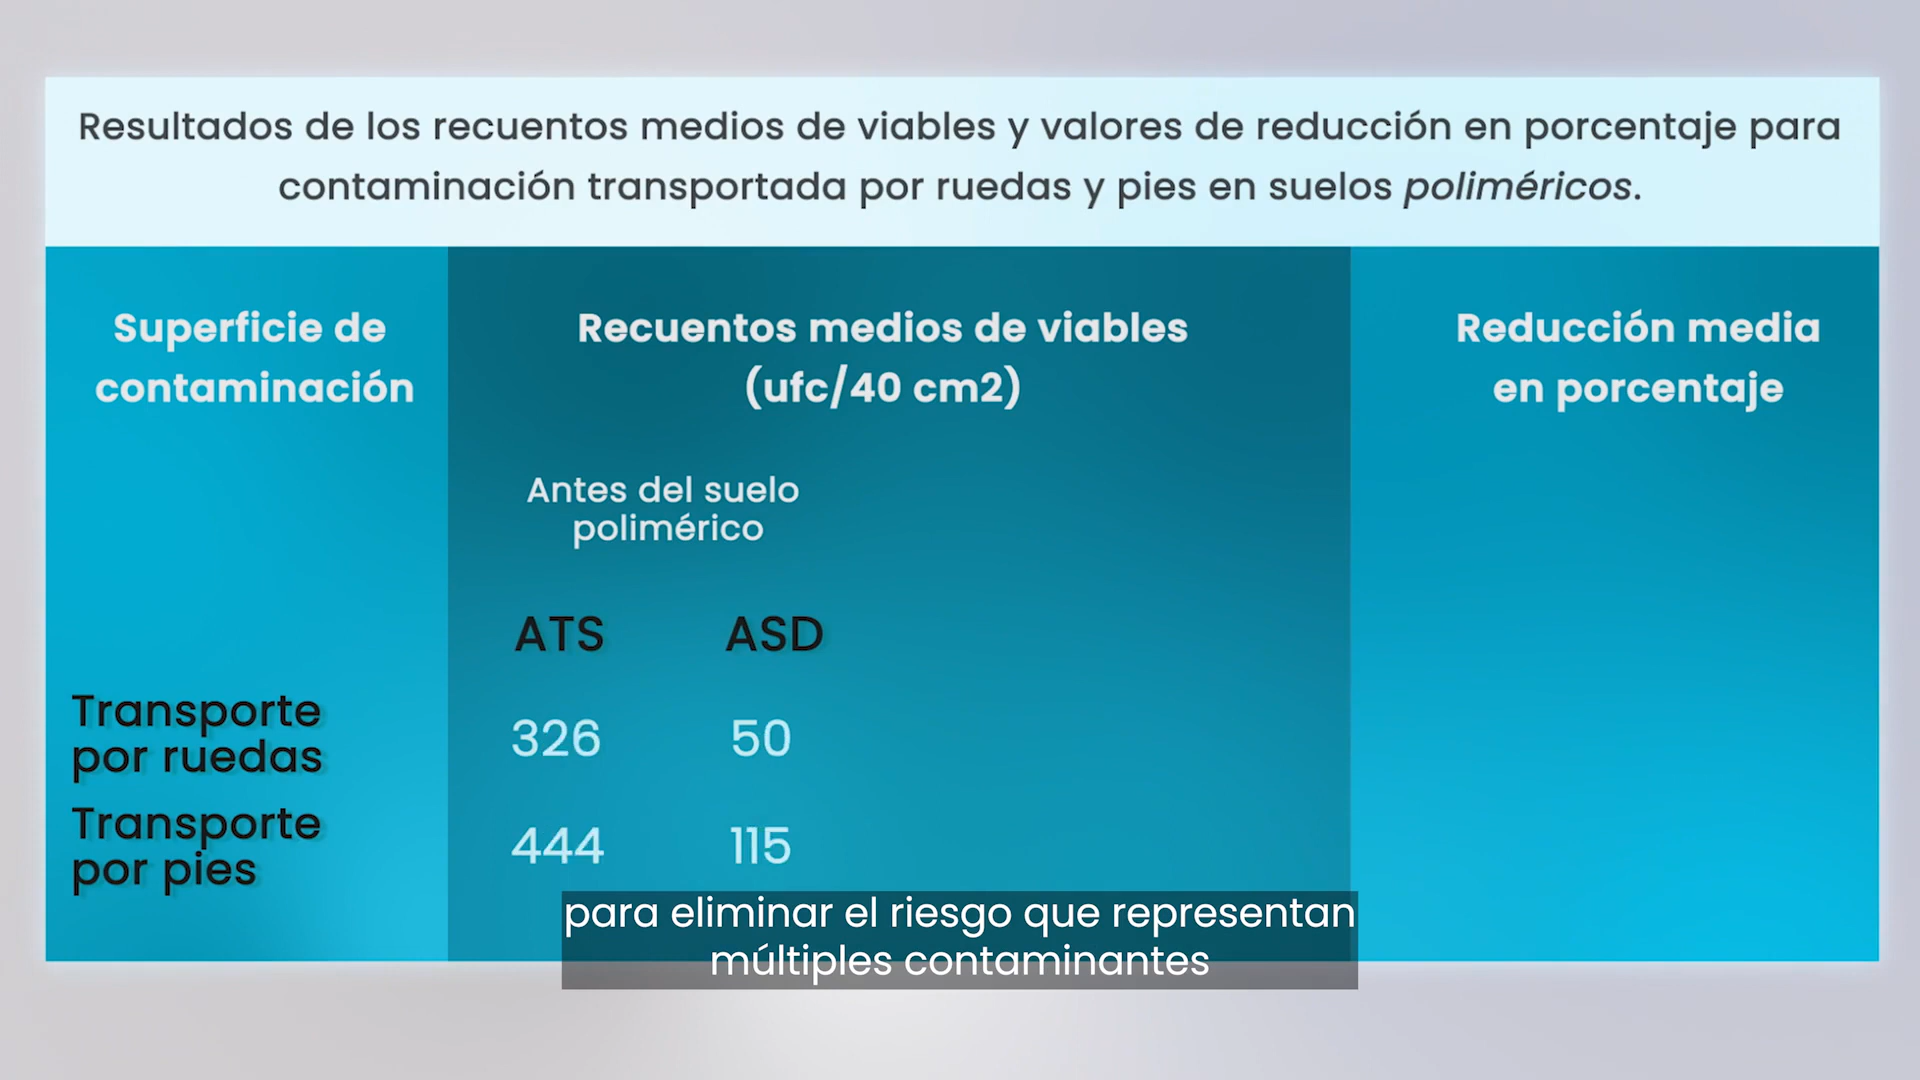 Resultados de los recuentos medios de viables y valores de reducción en porcentaje para
contaminación transportada por ruedas y pies en suelos poliméricos.
Superficie de
contaminación
Recuentos medios de viables
(ufc/40 cm2)
Reducción media
en porcentaje
Antes del suelo
polimérico
ATS ASD
Transporte
por ruedas
326 50
Transporte
por pies
444 115
para eliminar el riesgo que representan
múltiples contaminantes